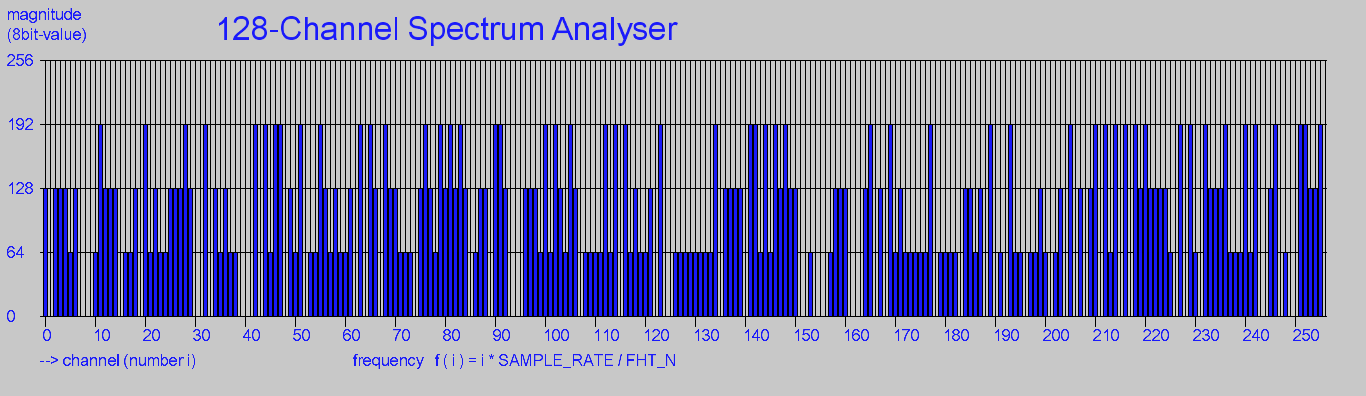 magnitude
(8bit-value)
128-Channel Spectrum Analyser
256
192
128
64
0
0 10 20 30 40 50 60 70 80 90 100 110 120 130 140 150 160 170 180 190 200 210 220 230 240 250
--> channel (number i) frequency f ( i ) = i * SAMPLE_RATE / FHT_N